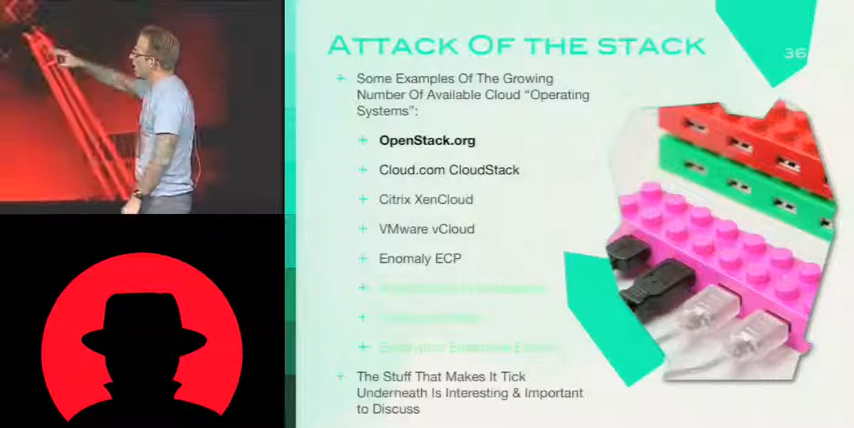 ATTACK OF THE STACK
36
+ Some Examples Of The Growing
Number Of Available Cloud “Operating
Systems”:
+ OpenStack.org
+ Cloud.com CloudStack
+ Citrix XenCloud
+ VMware vCloud
+ Enomaly ECP
+ The Stuff That Makes It Tick
Underneath Is Interesting & Important
to Discuss